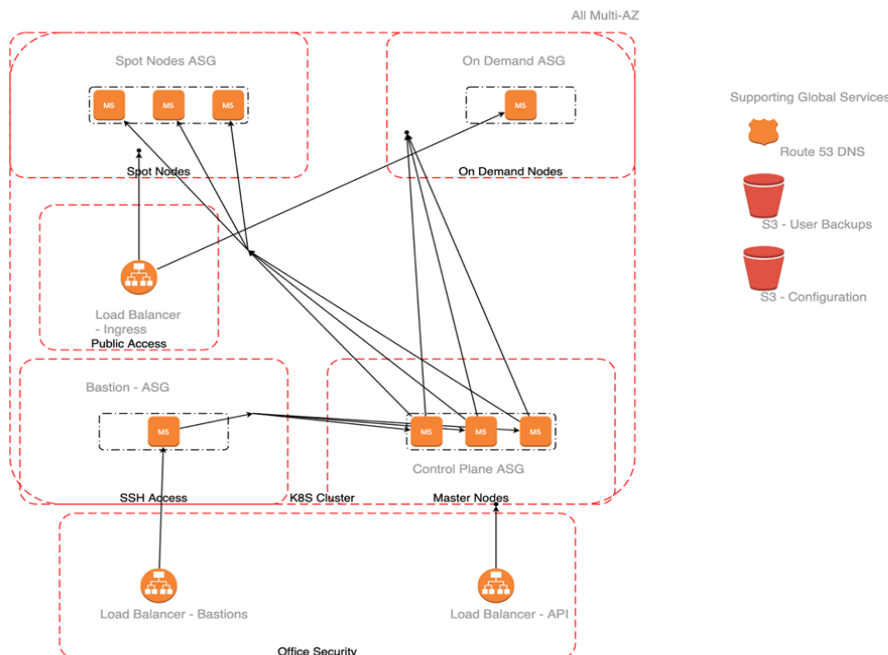 All Multi-AZ
Spot Nodes ASG
On Demand ASG
M5
M5
M5
M5
Spot Nodes
On Demand Nodes
Supporting Global Services
Route 53 DNS
S3 - User Backups
S3 - Configuration
Load Balancer
- Ingress
Public Access
Bastion - ASG
M5
M5
M5
M5
Control Plane ASG
SSH Access
K8S Cluster
Master Nodes
Load Balancer - Bastions
Load Balancer - API
Office Security